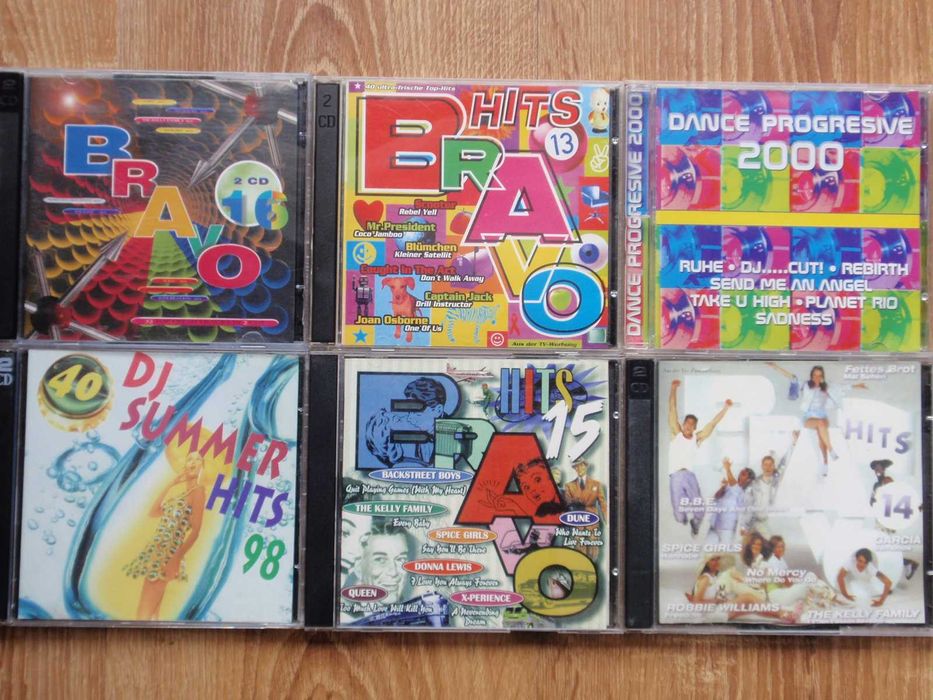 2 CD
BRAVO
2 CD
16
2 CD
40 ultra-frische Top-Hits
HITS
13
BRAVO
Scooter
Rebel Yell
Mr.President
Coco Jamboo
Blümchen
Kleiner Satellit
Caught In The Act
Don't Walk Away
Captain Jack
Drill Instructor
Joan Osborne
One Of Us
Aus der TV-Werbung
DANCE PROGRESIVE 2000
DANCE PROGRESIVE
2000
RUHE • DJ.....CUT! • REBIRTH
SEND ME AN ANGEL
TAKE U HIGH • PLANET RIO
SADNESS
2 CD
40
DJ
SUMMER
HITS
98
HITS
15
BRAVO
BACKSTREET BOYS
Quit Playing Games (With My Heart)
THE KELLY FAMILY
Every Baby
SPICE GIRLS
Say You'll Be There
DUNE
Who Wants to
Live Forever
DONNA LEWIS
I Love You Always Forever
QUEEN
Too Much Love Will Kill You
X-PERIENCE
A Neverending
Dream
2 CD
Fettes Brot
BRAVO
HITS
14
B.B.E.
Seven Days And One Week
GARCIA
SPICE GIRLS
Wannabe
No Mercy
Where Do You Go
ROBBIE WILLIAMS
THE KELLY FAMILY